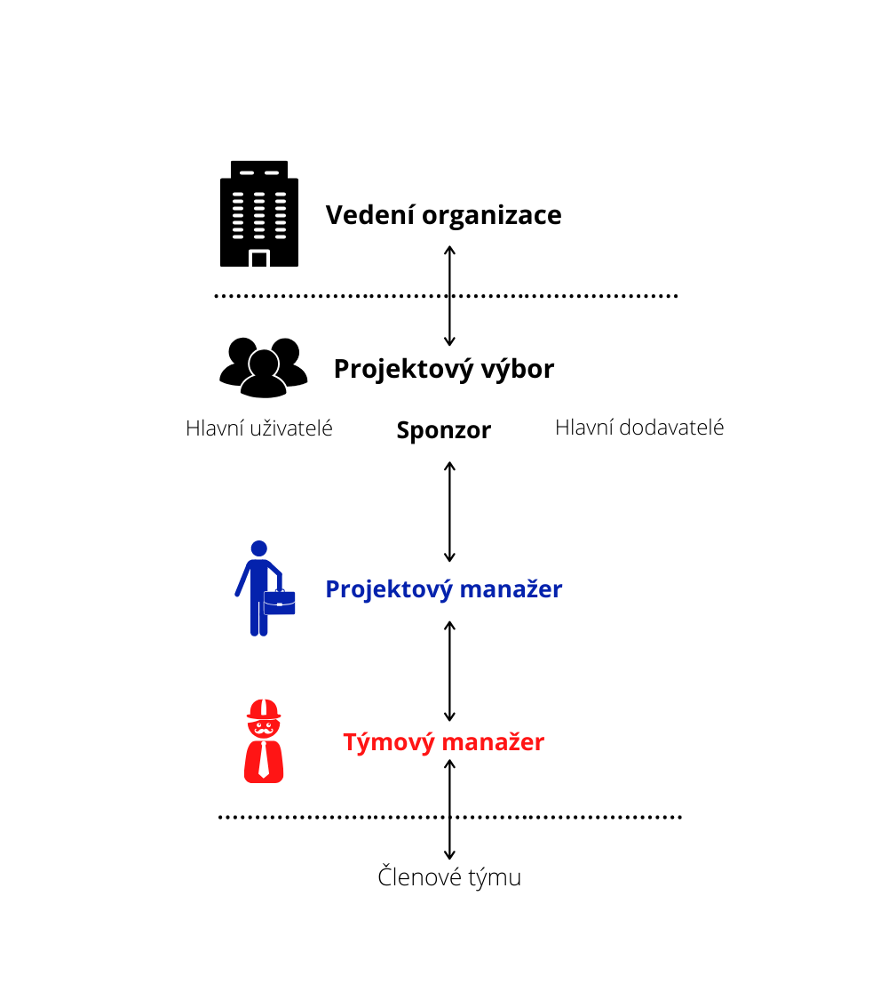 Vedení organizace
Projektový výbor
Hlavní uživatelé
Sponzor
Hlavní dodavatelé
Projektový manažer
Týmový manažer
Členové týmu